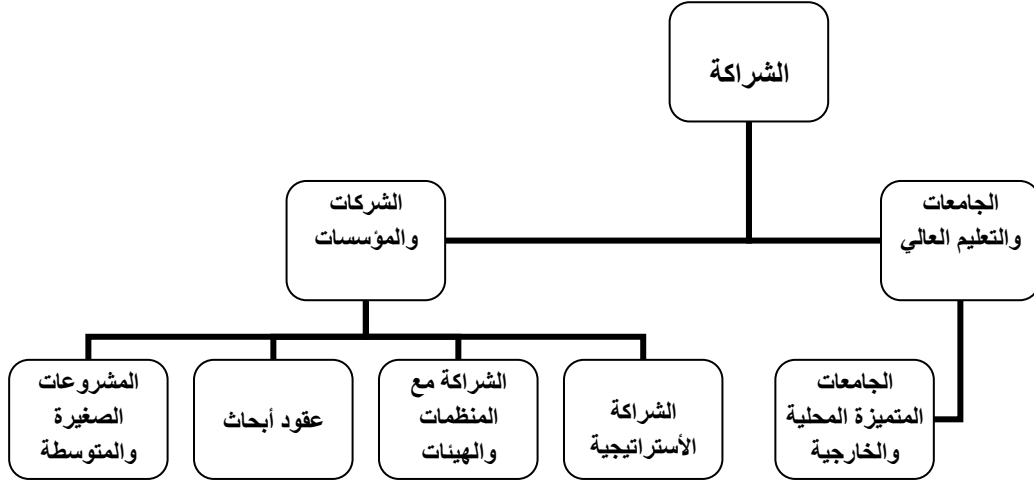 الشراكة
الجامعات
والتعليم العالي
الشركات
والمؤسسات
الجامعات
المتميزة المحلية
والخارجية
الشراكة
الأستراتيجية
الشراكة مع
المنظمات
والهيئات
عقود أبحاث
المشروعات
الصغيرة
والمتوسطة